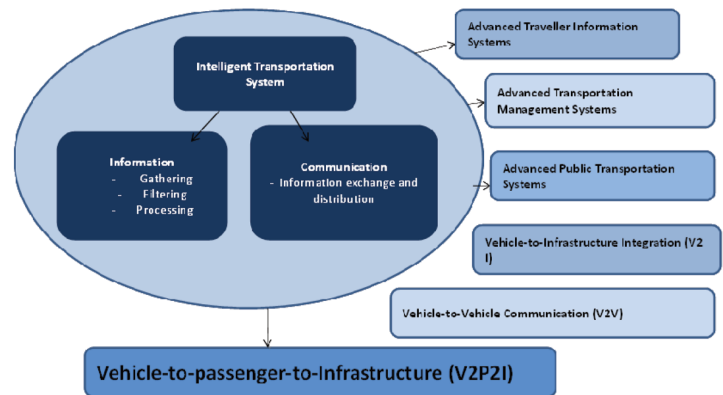 Intelligent Transportation
System
Information
- Gathering
- Filtering
- Processing
Communication
- Information exchange and
distribution
Advanced Traveller Information
Systems
Advanced Transportation
Management Systems
Advanced Public Transportation
Systems
Vehicle-to-Infrastructure Integration (V2
I)
Vehicle-to-Vehicle Communication (V2V)
Vehicle-to-passenger-to-Infrastructure (V2P2I)